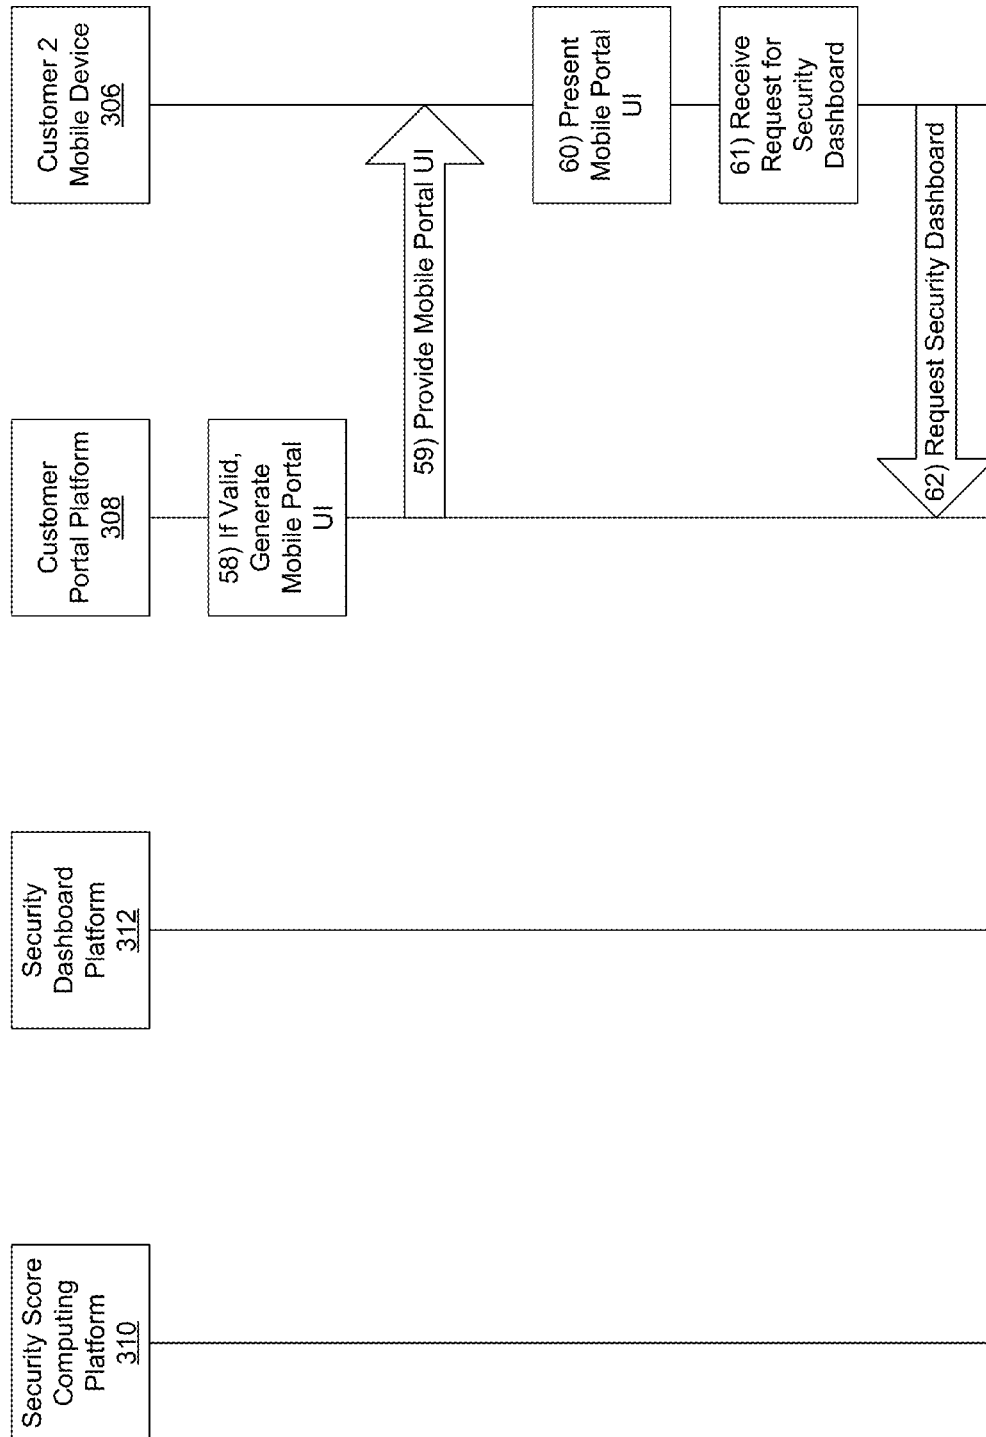 Security Score
Computing
Platform
310
Security
Dashboard
Platform
312
Customer
Portal Platform
308
Customer 2
Mobile Device
306
58) If Valid,
Generate
Mobile Portal
UI
59) Provide Mobile Portal UI
60) Present
Mobile Portal
UI
61) Receive
Request for
Security
Dashboard
62) Request Security Dashboard